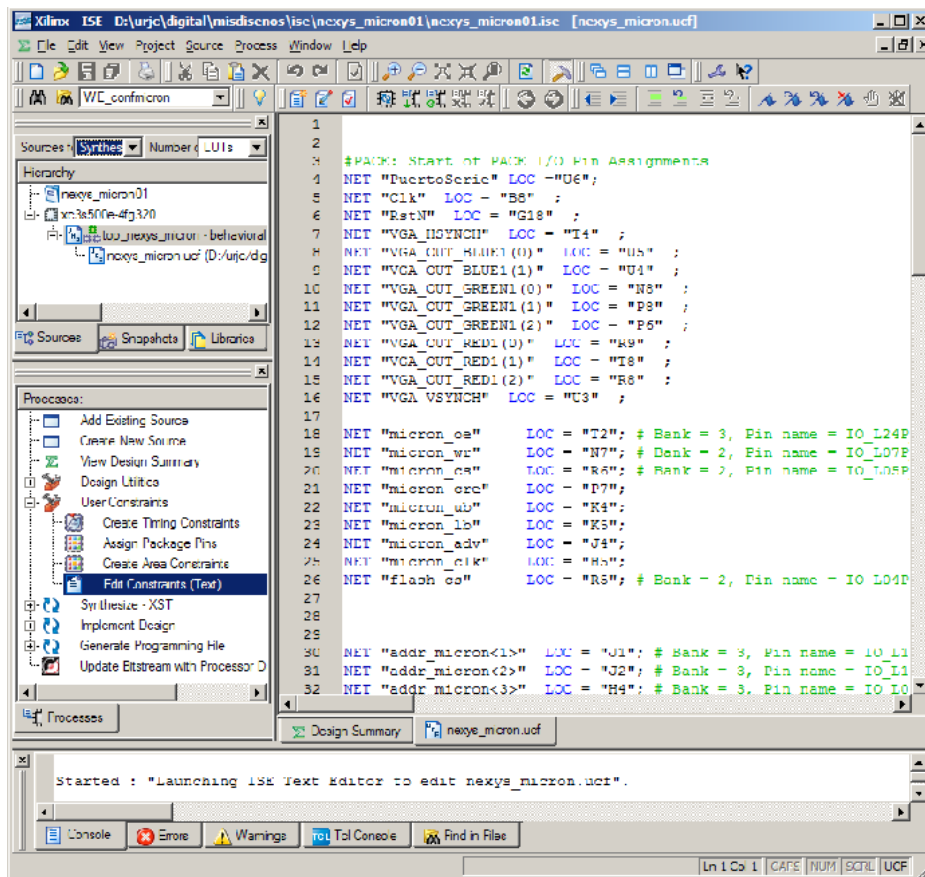 Xilinx ISE D:\urjc\digital\misdisenos\ise\nexys_micron01\nexys_micron01.ise [nexys_micron.ucf]
File Edit View Project Source Process Window Help
WE_confmicron
Sources Synthes Number LUTs
Hierarchy
nexys_micron01
xc3s500e-4fg320
top_nexys_micron - behavioral
nexys_micron.ucf (D:/urjc/dig
Sources Snapshots Libraries
Processes:
Add Existing Source
Create New Source
View Design Summary
Design Utilities
User Constraints
Create Timing Constraints
Assign Package Pins
Create Area Constraints
Edit Constraints (Text)
Synthesize - XST
Implement Design
Generate Programming File
Update Bitstream with Processor D
Processes
1
2
3 #PACE: Start of PACE I/O Pin Assignments
4 NET "PuertoSerie" LOC ="U6";
5 NET "Clk" LOC = "B8" ;
6 NET "RstN" LOC = "G18" ;
7 NET "VGA_HSYNCH" LOC = "T4" ;
8 NET "VGA_OUT_BLUE1(0)" LOC = "U5" ;
9 NET "VGA_OUT_BLUE1(1)" LOC = "U4" ;
10 NET "VGA_OUT_GREEN1(0)" LOC = "N8" ;
11 NET "VGA_OUT_GREEN1(1)" LOC = "P8" ;
12 NET "VGA_OUT_GREEN1(2)" LOC = "P6" ;
13 NET "VGA_OUT_RED1(0)" LOC = "R9" ;
14 NET "VGA_OUT_RED1(1)" LOC = "T8" ;
15 NET "VGA_OUT_RED1(2)" LOC = "R8" ;
16 NET "VGA_VSYNCH" LOC = "U3" ;
17
18 NET "micron_oe" LOC = "T2"; # Bank = 3, Pin name = IO_L24P
19 NET "micron_wr" LOC = "N7"; # Bank = 2, Pin name = IO_L07P
20 NET "micron_cs" LOC = "R6"; # Bank = 2, Pin name = IO_L05P
21 NET "micron_cre" LOC = "P7";
22 NET "micron_ub" LOC = "K4";
23 NET "micron_lb" LOC = "K5";
24 NET "micron_adv" LOC = "J4";
25 NET "micron_clk" LOC = "H5";
26 NET "flash_cs" LOC = "R5"; # Bank = 2, Pin name = IO_L04P
27
28
29
30 NET "addr_micron<1>" LOC = "J1"; # Bank = 3, Pin name = IO_L1
31 NET "addr_micron<2>" LOC = "J2"; # Bank = 3, Pin name = IO_L1
32 NET "addr_micron<3>" LOC = "H4"; # Bank = 3, Pin name = IO_L0
Design Summary nexys_micron.ucf
Started : "Launching ISE Text Editor to edit nexys_micron.ucf".
Console Errors Warnings Tcl Console Find in Files
Ln 1 Col 1 CAPS NUM SCRL UCF